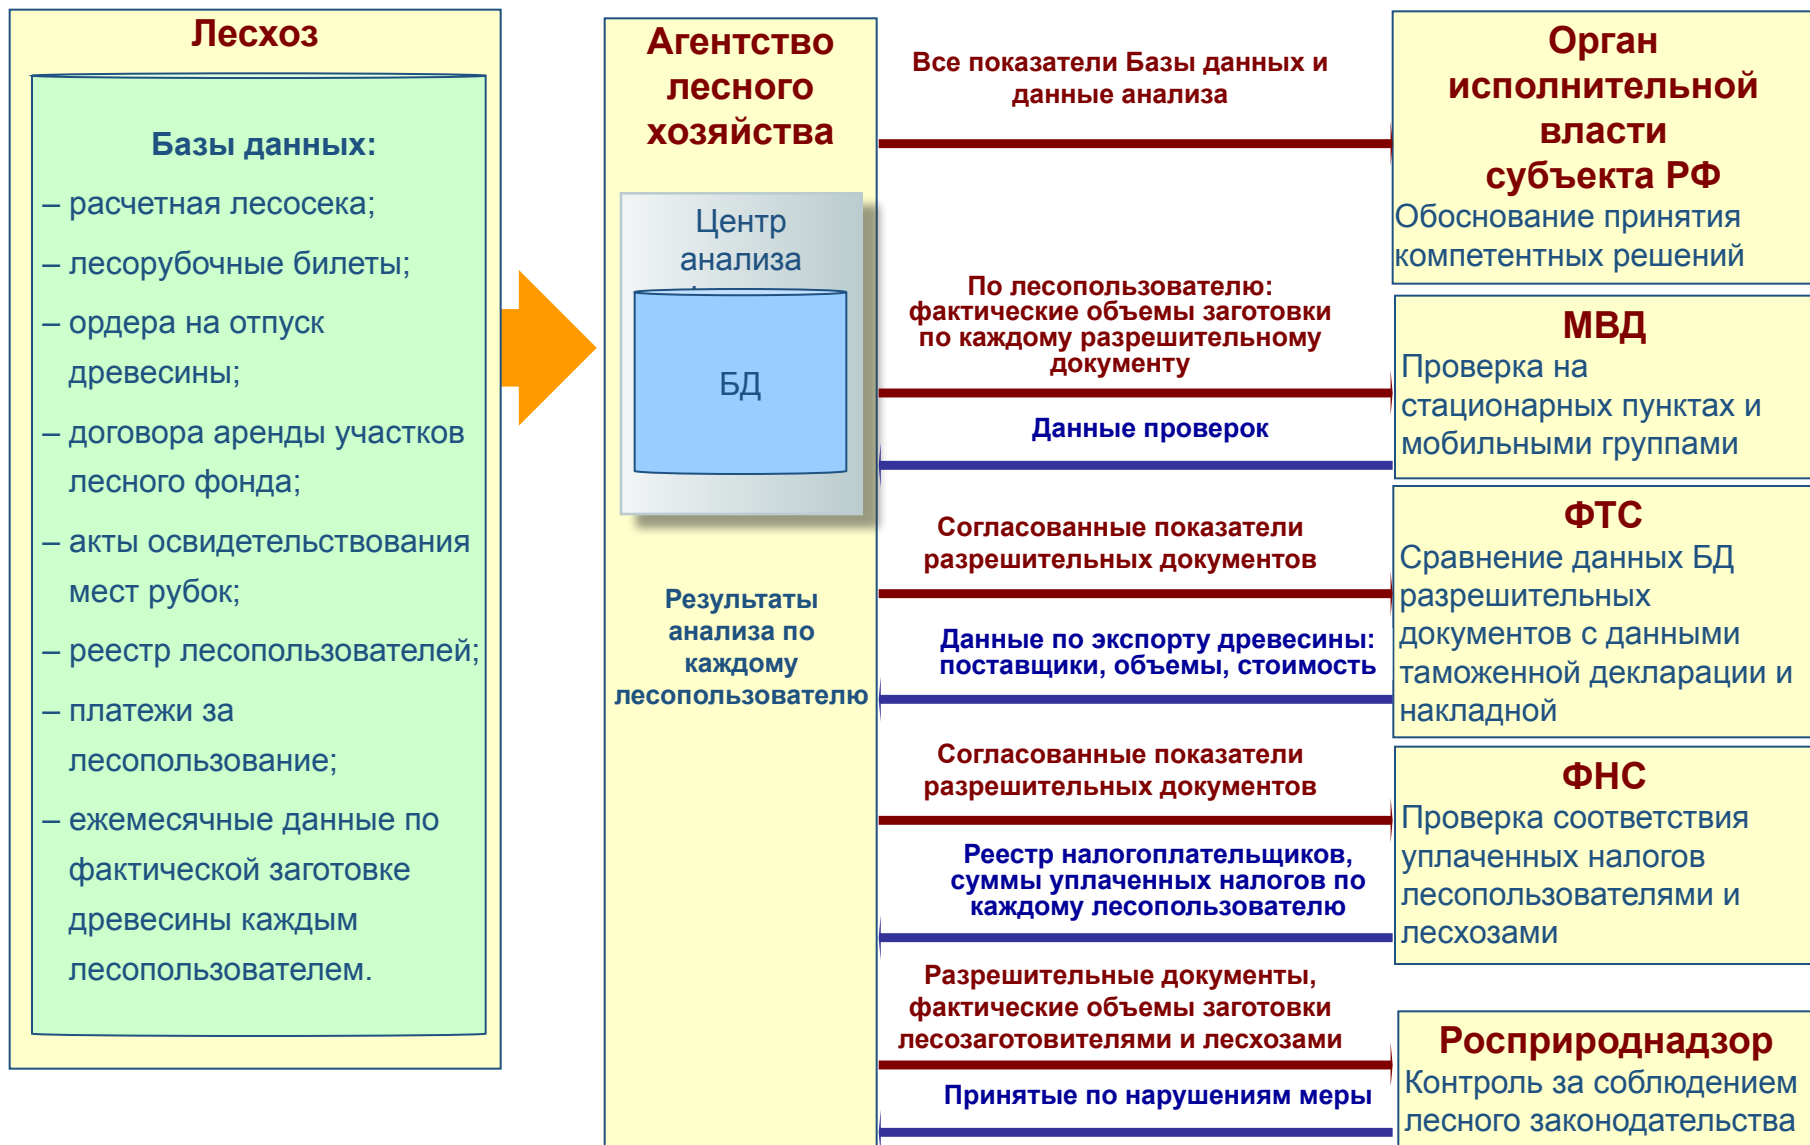 Лесхоз
Базы данных:
– расчетная лесосека;
– лесорубочные билеты;
– ордера на отпуск
древесины;
– договора аренды участков
лесного фонда;
– акты освидетельствования
мест рубок;
– реестр лесопользователей;
– платежи за
лесопользование;
– ежемесячные данные по
фактической заготовке
древесины каждым
лесопользователем.
Агентство
лесного
хозяйства
Центр
анализа
БД
Результаты
анализа по
каждому
лесопользователю
Все показатели Базы данных и
данные анализа
По лесопользователю:
фактические объемы заготовки
по каждому разрешительному
документу
Данные проверок
Согласованные показатели
разрешительных документов
Данные по экспорту древесины:
поставщики, объемы, стоимость
Согласованные показатели
разрешительных документов
Реестр налогоплательщиков,
суммы уплаченных налогов по
каждому лесопользователю
Разрешительные документы,
фактические объемы заготовки
лесозаготовителями и лесхозами
Принятые по нарушениям меры
Орган
исполнительной
власти
субъекта РФ
Обоснование принятия
компетентных решений
МВД
Проверка на
стационарных пунктах и
мобильными группами
ФТС
Сравнение данных БД
разрешительных
документов с данными
таможенной декларации и
накладной
ФНС
Проверка соответствия
уплаченных налогов
лесопользователями и
лесхозами
Росприроднадзор
Контроль за соблюдением
лесного законодательства